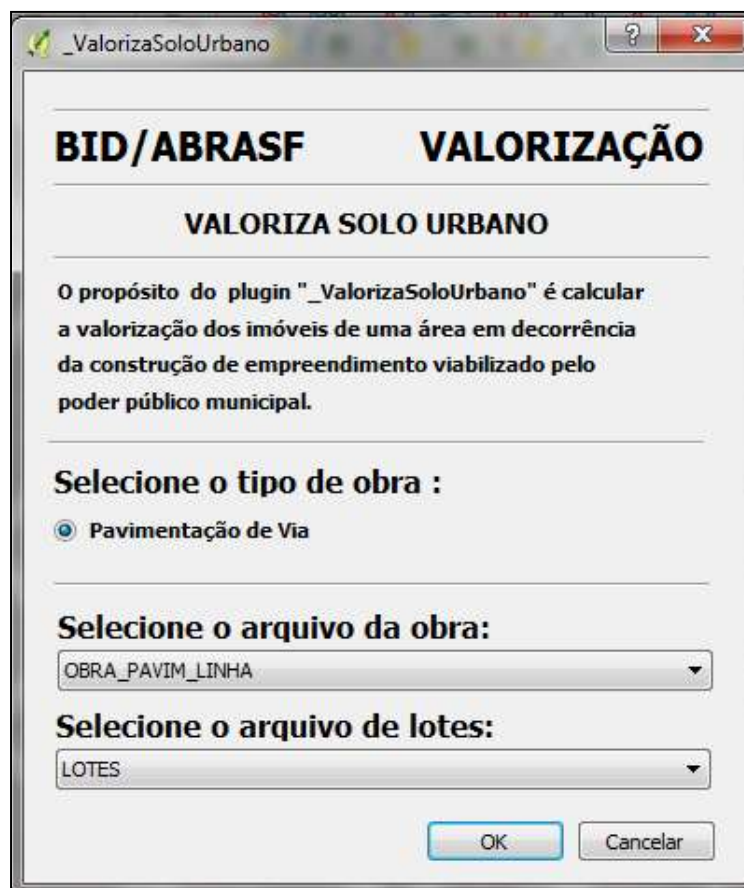 _ValorizaSoloUrbano
BID/ABRASF VALORIZAÇÃO
VALORIZA SOLO URBANO
O propósito do plugin "_ValorizaSoloUrbano" é calcular
a valorização dos imóveis de uma área em decorrência
da construção de empreendimento viabilizado pelo
poder público municipal.
Selecione o tipo de obra :
Pavimentação de Via
Selecione o arquivo da obra:
OBRA_PAVIM_LINHA
Selecione o arquivo de lotes:
LOTES
OK Cancelar